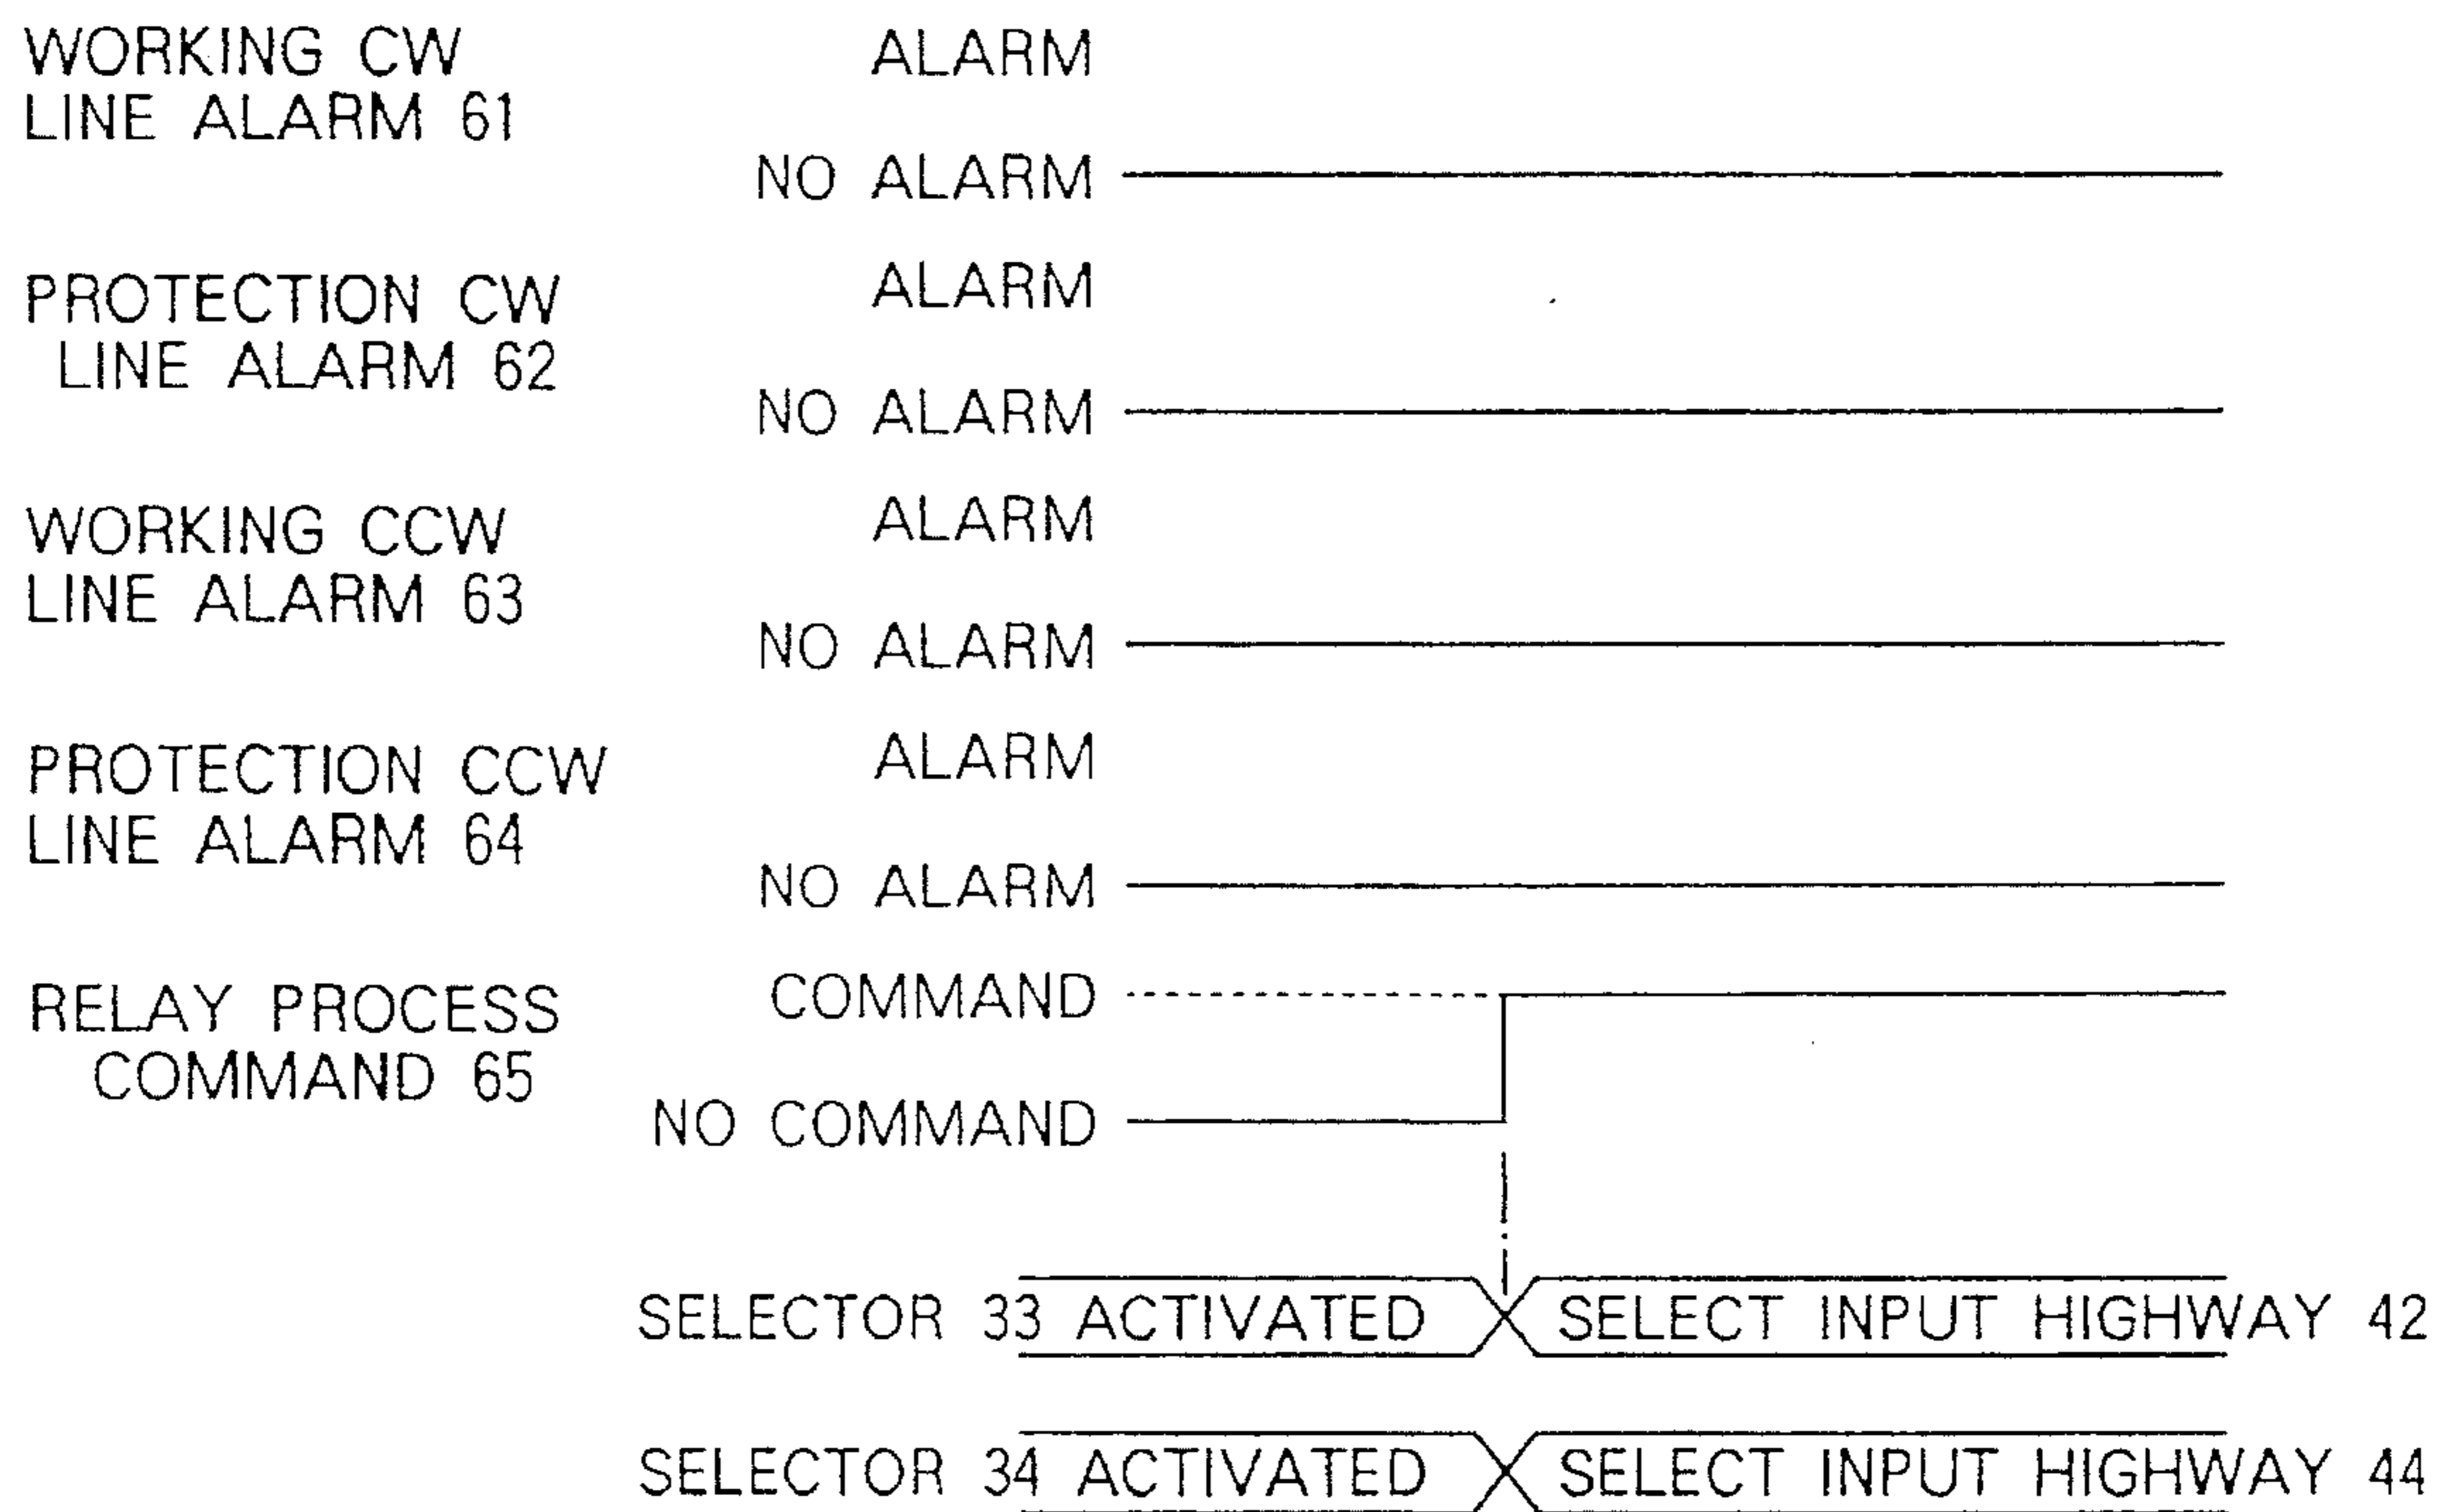 WORKING CW ALARM
LINE ALARM 61
NO ALARM
PROTECTION CW ALARM
LINE ALARM 62
NO ALARM
WORKING CCW ALARM
LINE ALARM 63
NO ALARM
PROTECTION CCW ALARM
LINE ALARM 64
NO ALARM
RELAY PROCESS COMMAND
COMMAND 65
NO COMMAND
SELECTOR 33 ACTIVATED SELECT INPUT HIGHWAY 42
SELECTOR 34 ACTIVATED SELECT INPUT HIGHWAY 44